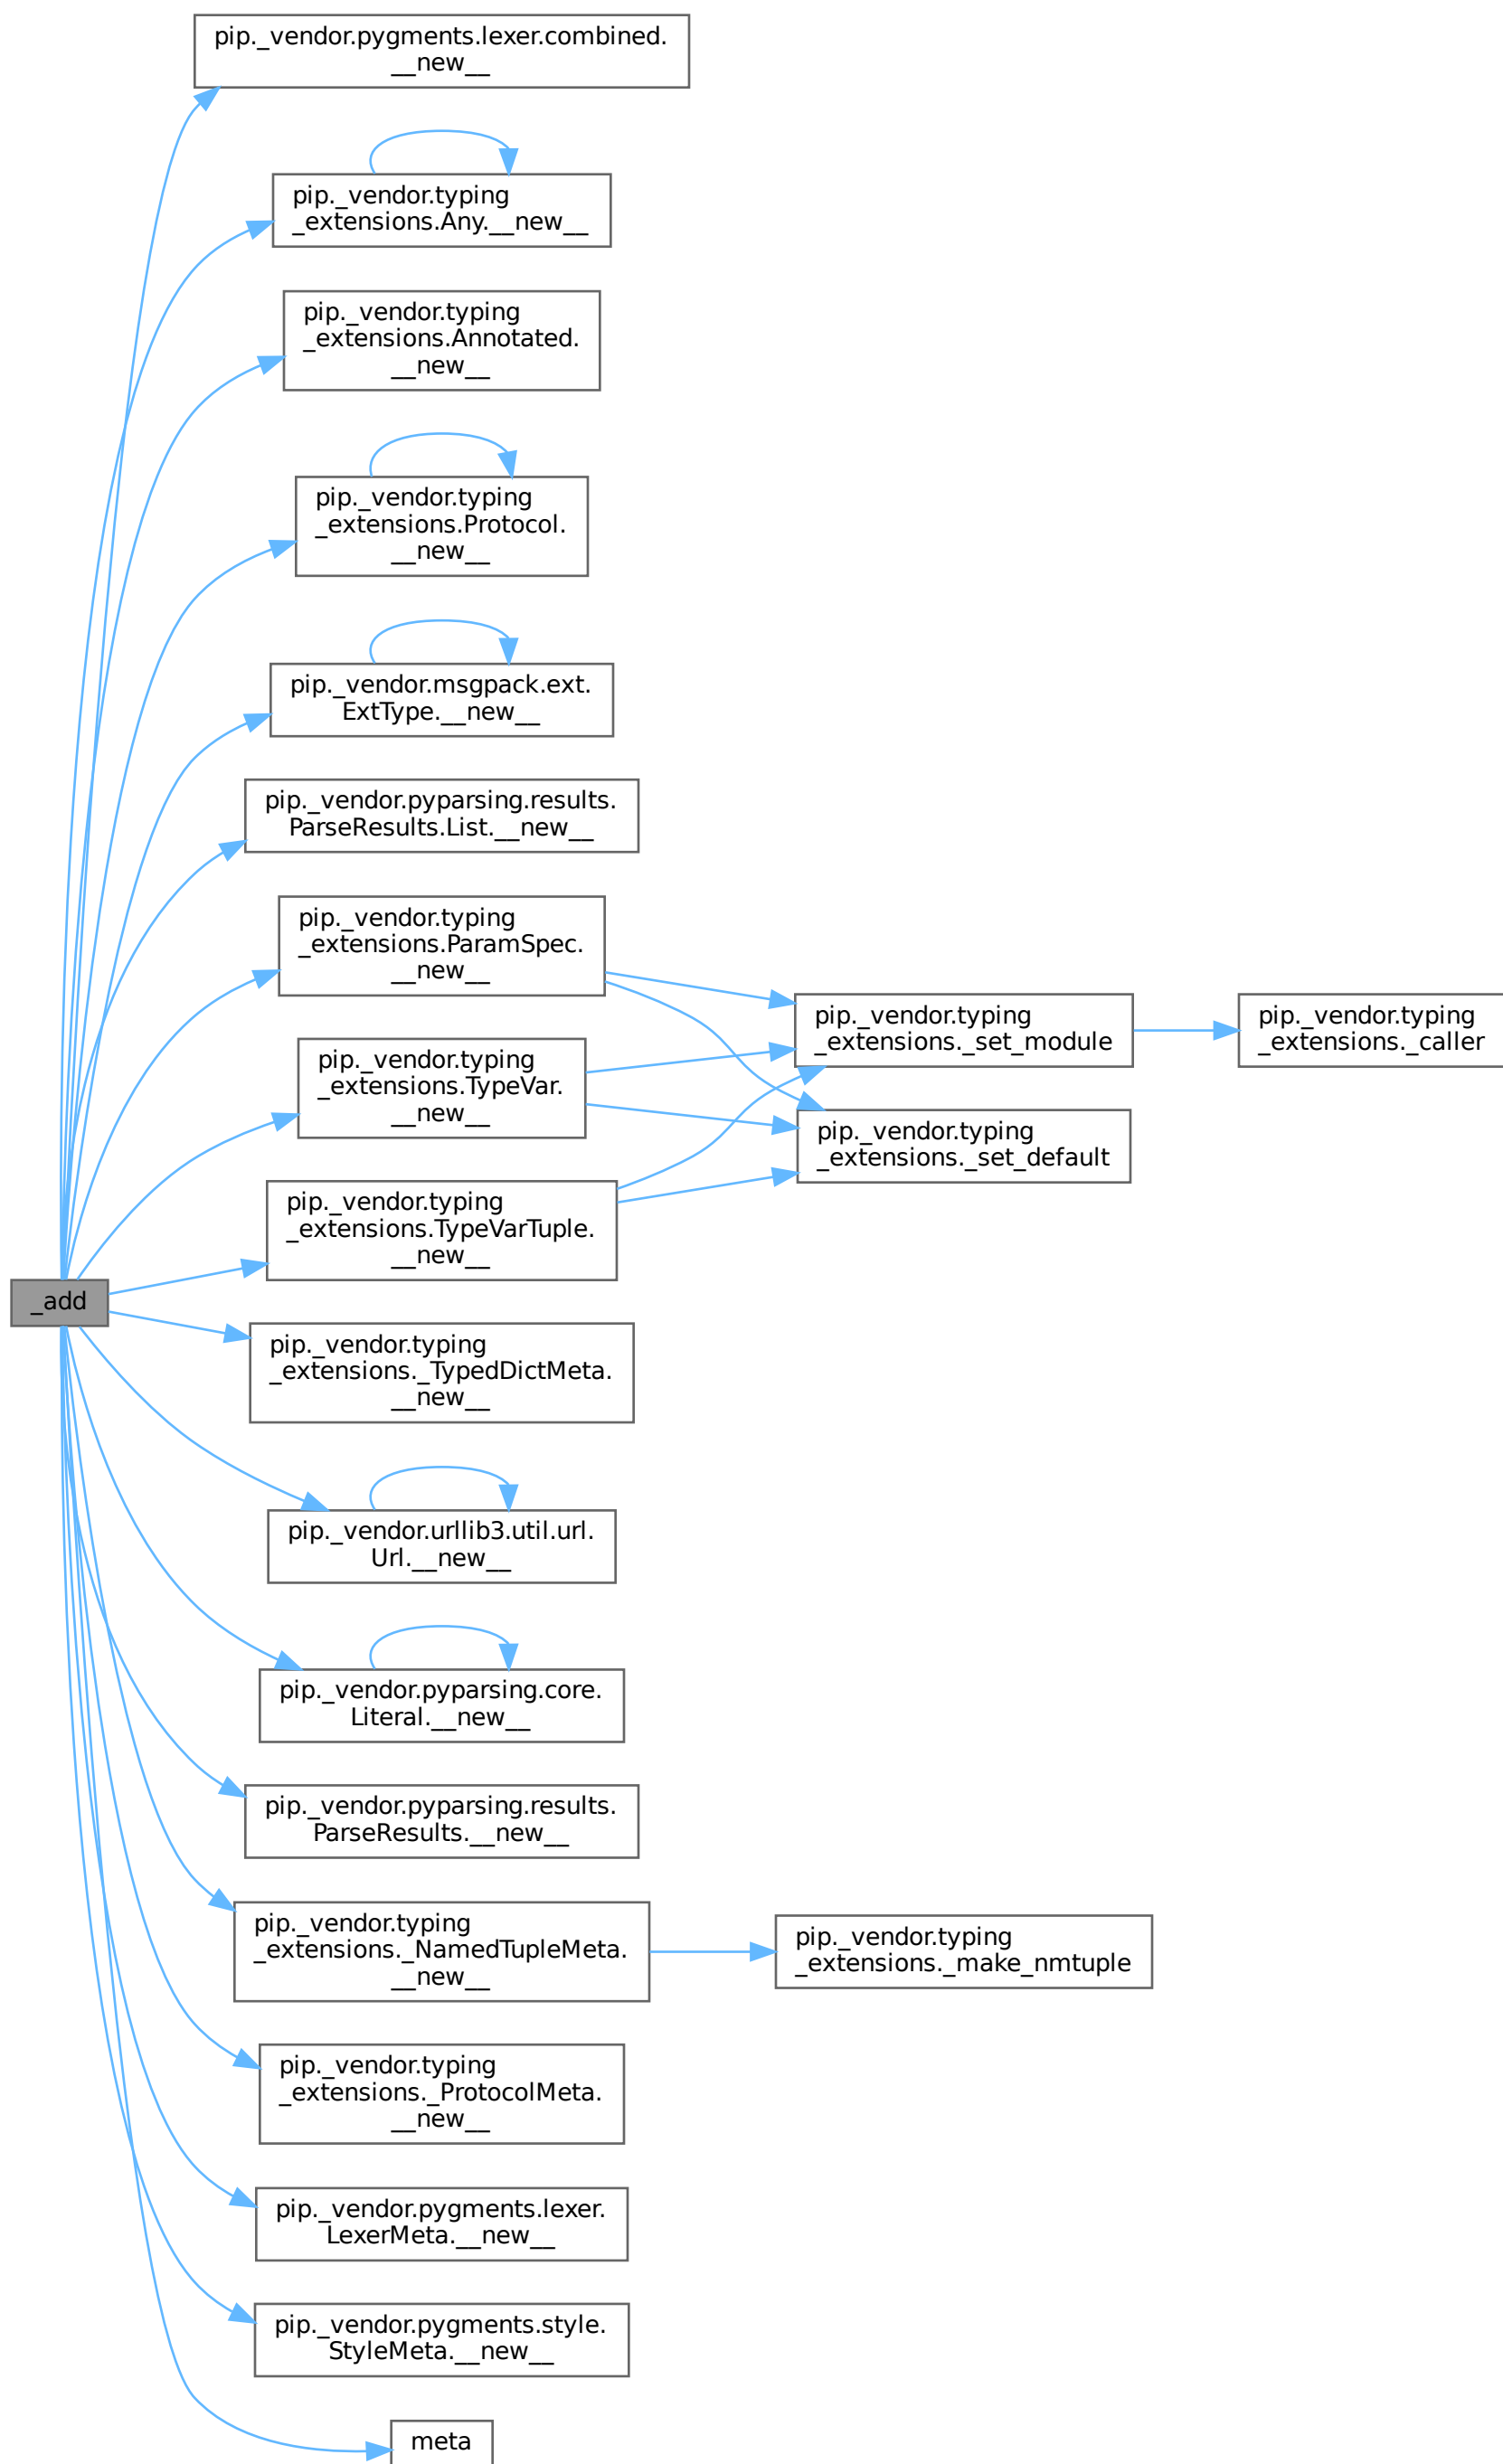 pip._vendor.pygments.lexer.combined.
__new__
pip._vendor.typing
_extensions.Any.__new__
pip._vendor.typing
_extensions.Annotated.
__new__
pip._vendor.typing
_extensions.Protocol.
__new__
pip._vendor.msgpack.ext.
ExtType.__new__
pip._vendor.pyparsing.results.
ParseResults.List.__new__
pip._vendor.typing
_extensions.ParamSpec.
__new__
pip._vendor.typing
_extensions._set_module
pip._vendor.typing
_extensions._caller
pip._vendor.typing
_extensions.TypeVar.
__new__
pip._vendor.typing
_extensions._set_default
pip._vendor.typing
_extensions.TypeVarTuple.
__new__
_add
pip._vendor.typing
_extensions._TypedDictMeta.
__new__
pip._vendor.urllib3.util.url.
Url.__new__
pip._vendor.pyparsing.core.
Literal.__new__
pip._vendor.pyparsing.results.
ParseResults.__new__
pip._vendor.typing
_extensions._NamedTupleMeta.
__new__
pip._vendor.typing
_extensions._make_nmtuple
pip._vendor.typing
_extensions._ProtocolMeta.
__new__
pip._vendor.pygments.lexer.
LexerMeta.__new__
pip._vendor.pygments.style.
StyleMeta.__new__
meta